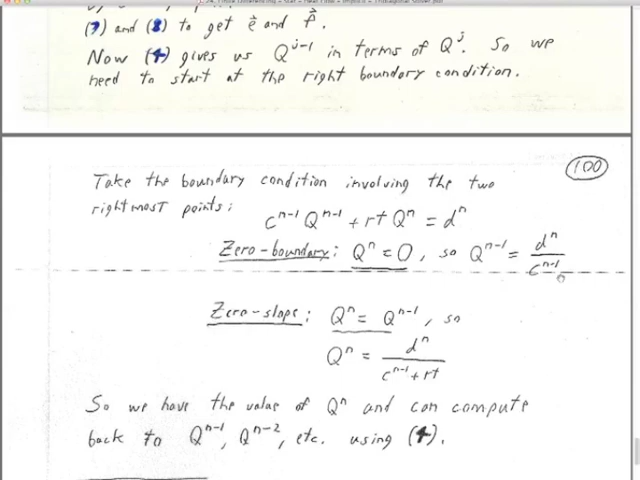 (7) and (8) to get e⃗ and f⃗.
Now (4) gives us Q^{j-1} in terms of Q^j. So we
need to start at the right boundary condition.
100
Take the boundary condition involving the two
rightmost points:
c^{n-1} Q^{n-1} + rt Q^n = d^n
Zero-boundary: Q^n = 0, so Q^{n-1} = d^n / c^{n-1}
Zero-slope: Q^n = Q^{n-1}, so
Q^n = d^n / (c^{n-1} + rt)
So we have the value of Q^n and can compute
back to Q^{n-1}, Q^{n-2}, etc. using (4).